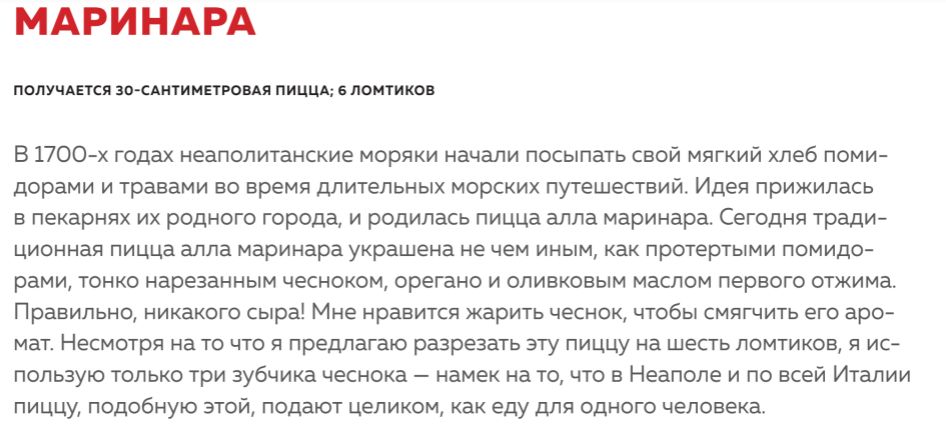 МАРИНАРА
ПОЛУЧАЕТСЯ 30-САНТИМЕТРОВАЯ ПИЦЦА; 6 ЛОМТИКОВ
В 1700-х годах неаполитанские моряки начали посыпать свой мягкий хлеб поми-
дорами и травами во время длительных морских путешествий. Идея прижилась
в пекарнях их родного города, и родилась пицца алла маринара. Сегодня тради-
ционная пицца алла маринара украшена не чем иным, как протертыми помидо-
рами, тонко нарезанным чесноком, орегано и оливковым маслом первого отжима.
Правильно, никакого сыра! Мне нравится жарить чеснок, чтобы смягчить его аро-
мат. Несмотря на то что я предлагаю разрезать эту пиццу на шесть ломтиков, я ис-
пользую только три зубчика чеснока — намек на то, что в Неаполе и по всей Италии
пиццу, подобную этой, подают целиком, как еду для одного человека.